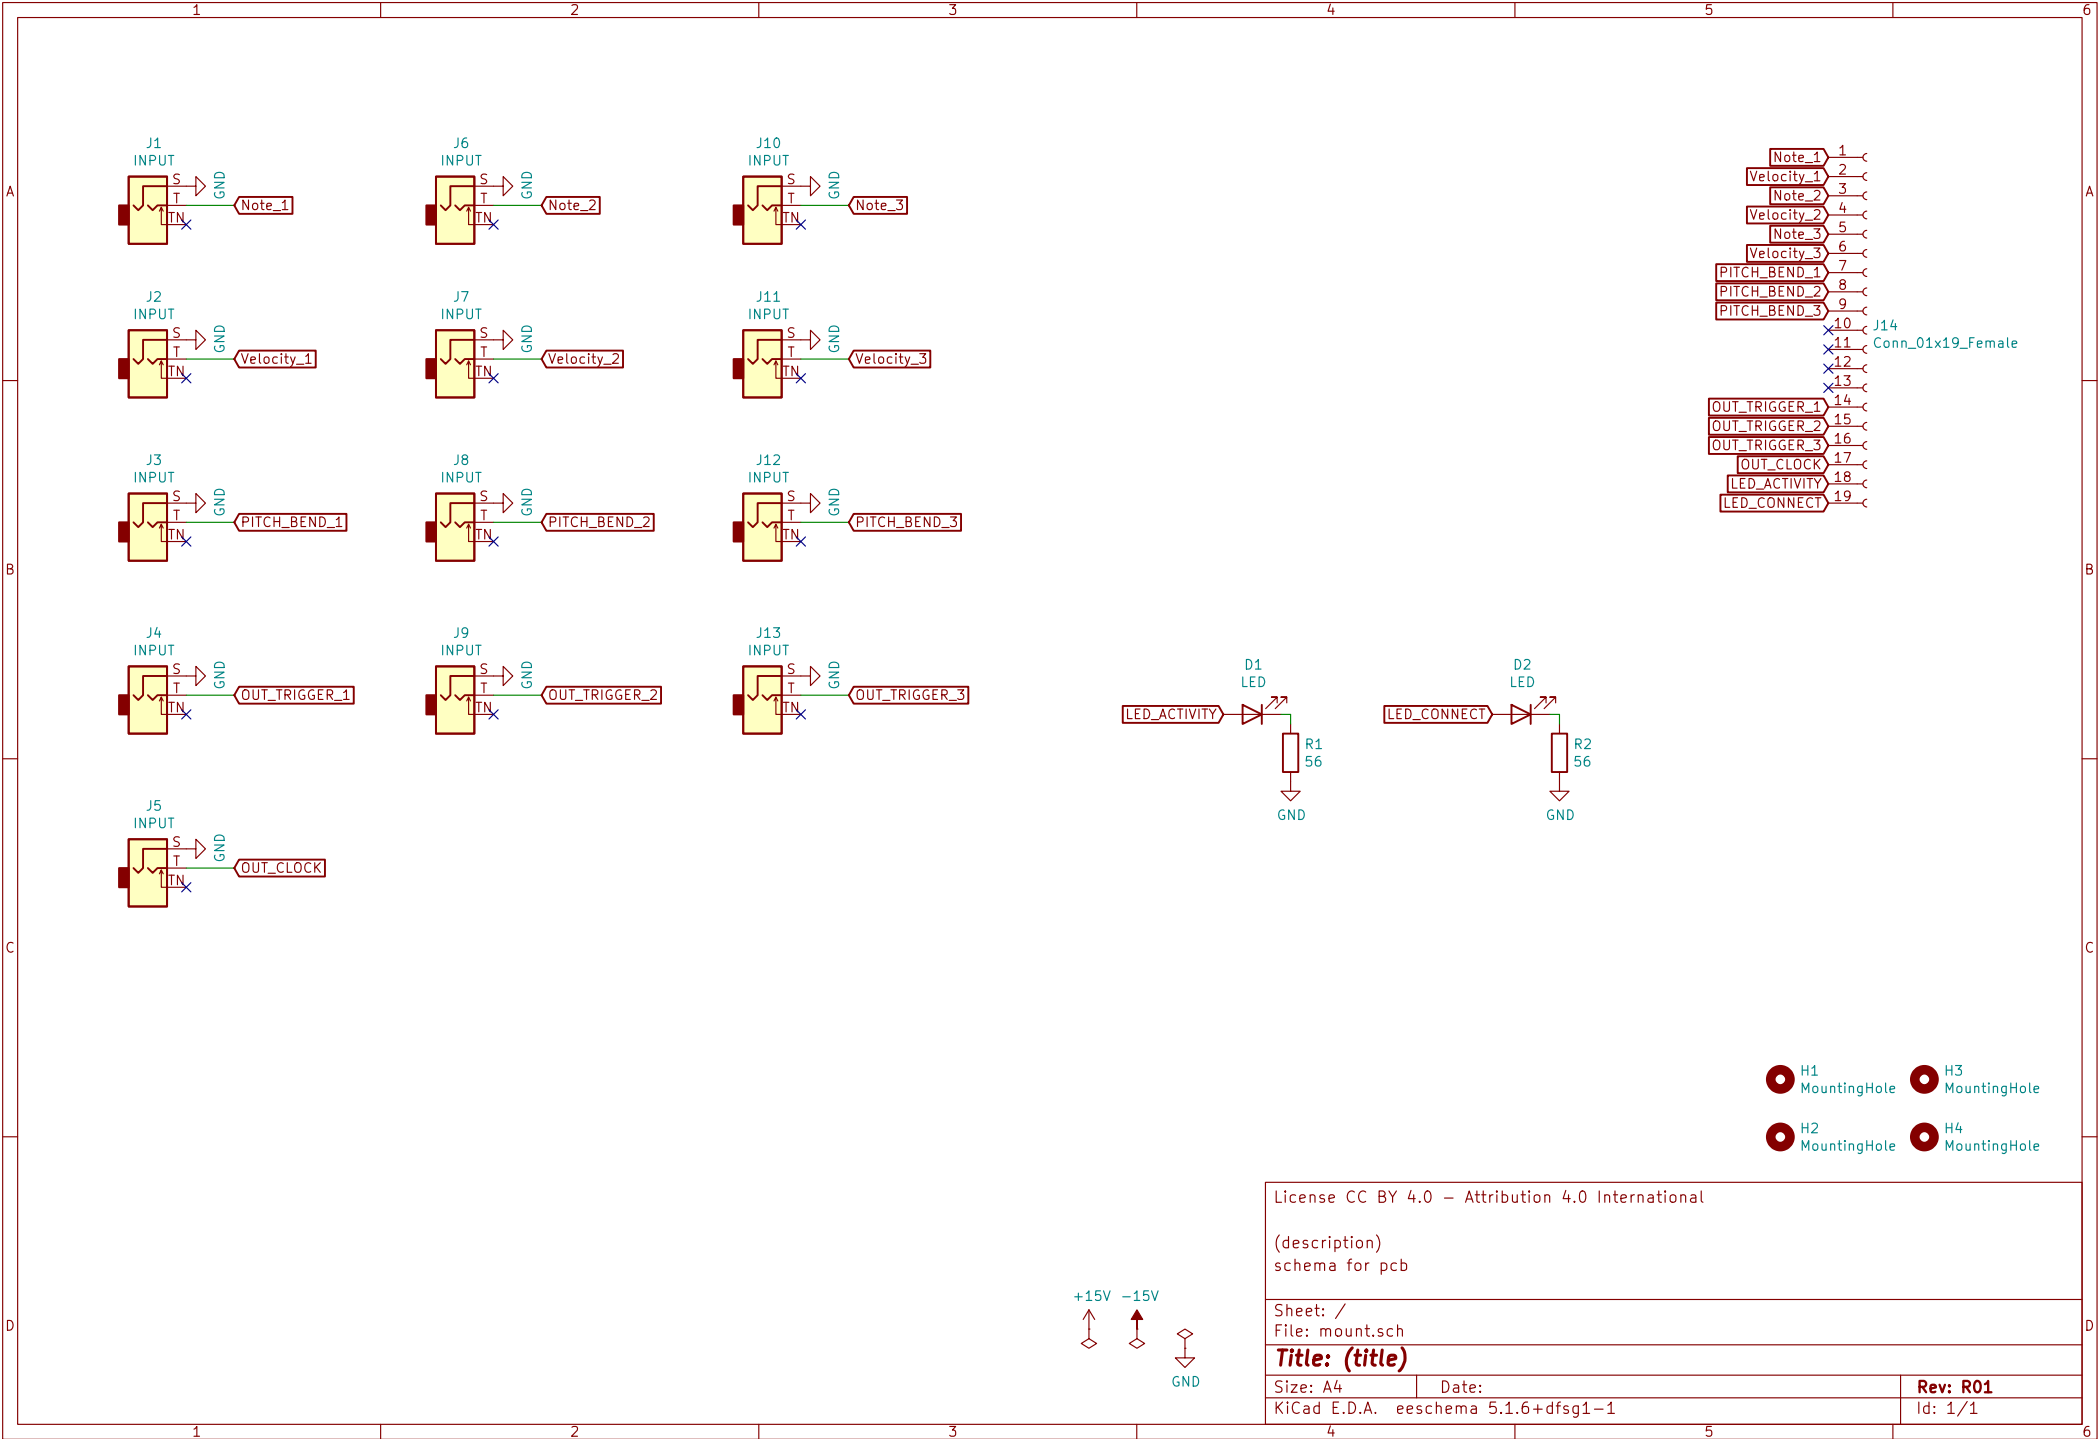 1 2 3 4 5 6
A A
B B
C C
D D
J1
INPUT
S
T
TN
GND
Note_1
J6
INPUT
S
T
TN
GND
Note_2
J10
INPUT
S
T
TN
GND
Note_3
J2
INPUT
S
T
TN
GND
Velocity_1
J7
INPUT
S
T
TN
GND
Velocity_2
J11
INPUT
S
T
TN
GND
Velocity_3
J3
INPUT
S
T
TN
GND
PITCH_BEND_1
J8
INPUT
S
T
TN
GND
PITCH_BEND_2
J12
INPUT
S
T
TN
GND
PITCH_BEND_3
J4
INPUT
S
T
TN
GND
OUT_TRIGGER_1
J9
INPUT
S
T
TN
GND
OUT_TRIGGER_2
J13
INPUT
S
T
TN
GND
OUT_TRIGGER_3
J5
INPUT
S
T
TN
GND
OUT_CLOCK
Note_1 1
Velocity_1 2
Note_2 3
Velocity_2 4
Note_3 5
Velocity_3 6
PITCH_BEND_1 7
PITCH_BEND_2 8
PITCH_BEND_3 9
10
11
12
13
OUT_TRIGGER_1 14
OUT_TRIGGER_2 15
OUT_TRIGGER_3 16
OUT_CLOCK 17
LED_ACTIVITY 18
LED_CONNECT 19
J14
Conn_01x19_Female
D1
LED
LED_ACTIVITY
R1
56
GND
D2
LED
LED_CONNECT
R2
56
GND
H1
MountingHole
H3
MountingHole
H2
MountingHole
H4
MountingHole
+15V -15V
GND
License CC BY 4.0 - Attribution 4.0 International
(description)
schema for pcb
Sheet: /
File: mount.sch
Title: (title)
Size: A4 Date: Rev: R01
KiCad E.D.A. eeschema 5.1.6+dfsg1-1 Id: 1/1
1 2 3 4 5 6